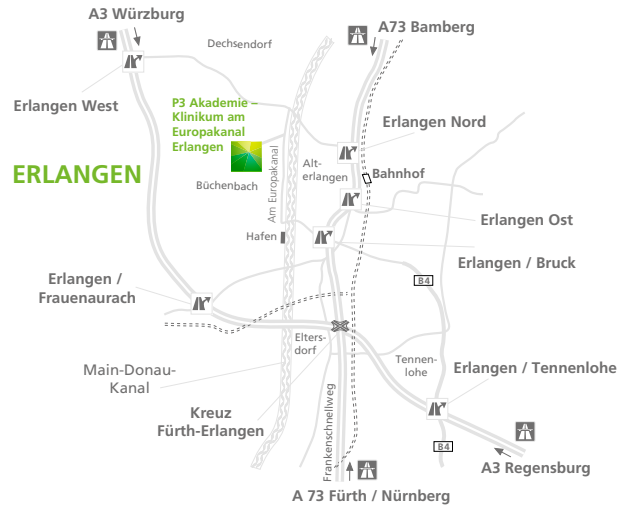 A3 Würzburg
A73 Bamberg
Dechsendorf
Erlangen West
P3 Akademie –
Klinikum am
Europakanal
Erlangen
Erlangen Nord
ERLANGEN
Alt-
erlangen
Bahnhof
Büchenbach
Am Europakanal
Erlangen Ost
Hafen
Erlangen / Bruck
Erlangen /
Frauenaurach
B4
Elters-
dorf
Tennen-
lohe
Erlangen / Tennenlohe
Main-Donau-
Kanal
Kreuz
Fürth-Erlangen
Frankenschnellweg
B4
A3 Regensburg
A 73 Fürth / Nürnberg